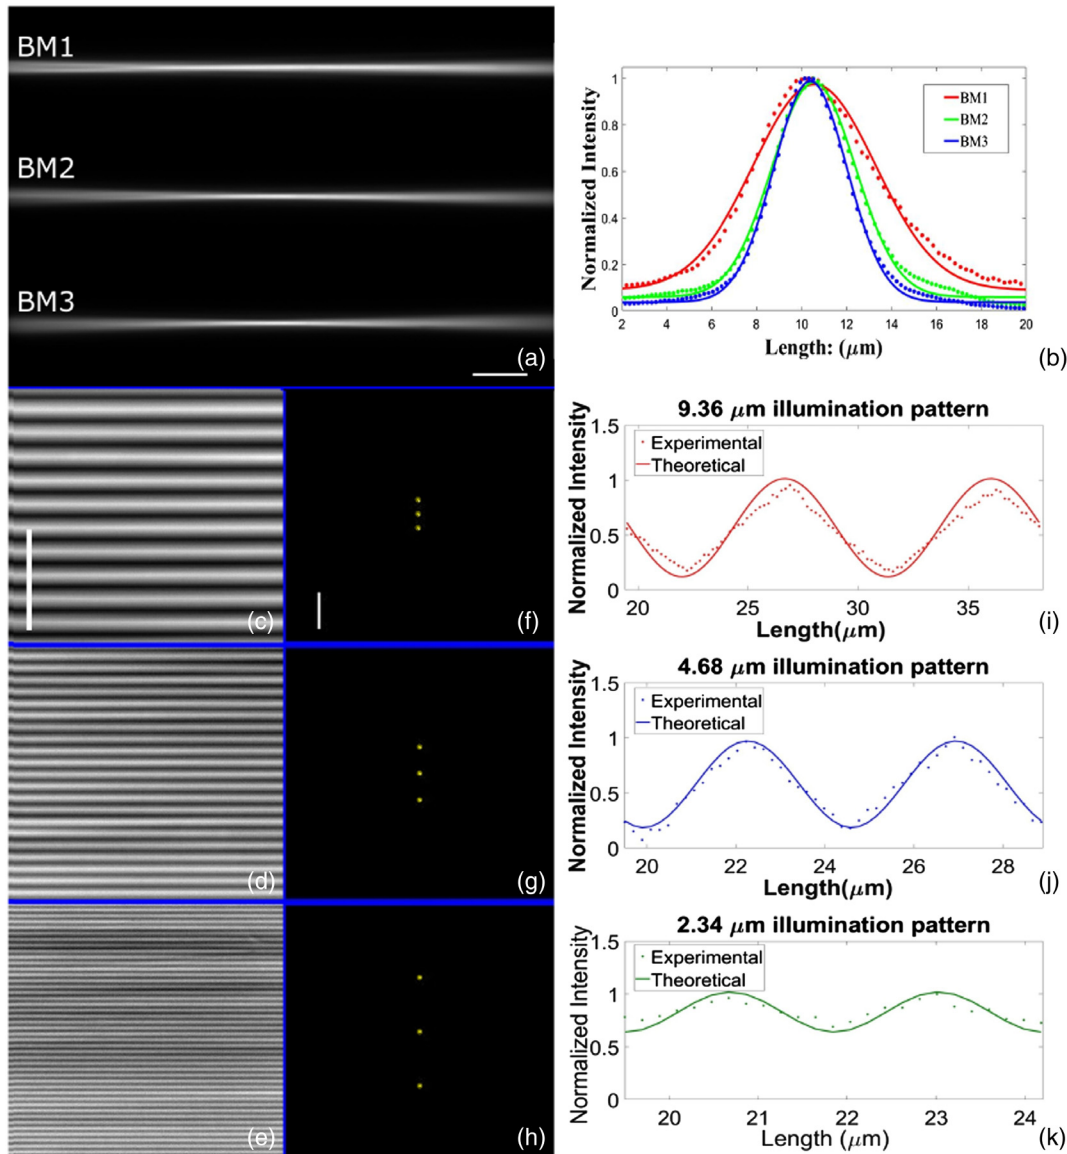 BM1
BM2
BM3
(a)
Normalized Intensity
1
0.8
0.6
0.4
0.2
0
BM1
BM2
BM3
2 4 6 8 10 12 14 16 18 20
Length: (μm)
(b)
(c)
(f)
9.36 μm illumination pattern
Normalized Intensity
1.5
1
0.5
0
Experimental
Theoretical
20 25 30 35
Length(μm)
(i)
(d)
(g)
4.68 μm illumination pattern
Normalized Intensity
1.5
1
0.5
0
Experimental
Theoretical
20 22 24 26 28
Length(μm)
(j)
(e)
(h)
2.34 μm illumination pattern
Normalized Intensity
1.5
1
0.5
0
Experimental
Theoretical
20 21 22 23 24
Length (μm)
(k)